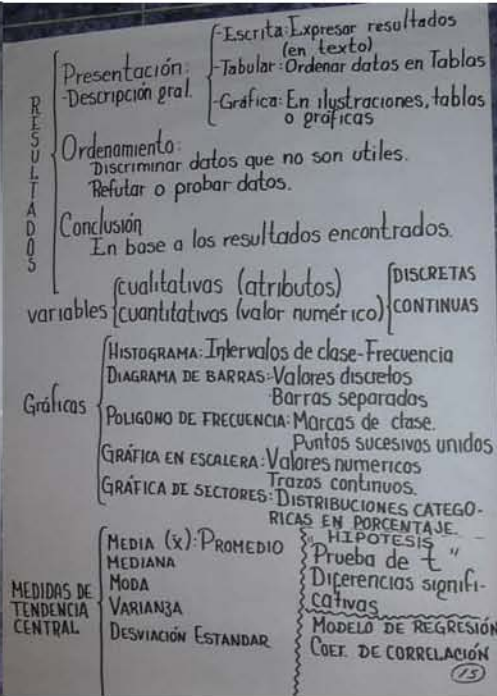 RESULTADOS
Presentación:
-Descripción gral.
-Escrita: Expresar resultados
(en texto)
-Tabular: Ordenar datos en Tablas
-Gráfica: En ilustraciones, tablas
o gráficas
Ordenamiento:
Discriminar datos que no son utiles.
Refutar o probar datos.
Conclusión
En base a los resultados encontrados.
variables
cualitativas (atributos)
cuantitativas (valor numérico)
DISCRETAS
CONTINUAS
Gráficas
HISTOGRAMA: Intervalos de clase-Frecuencia
DIAGRAMA DE BARRAS: Valores discretos
Barras separadas
POLIGONO DE FRECUENCIA: Marcas de clase.
Puntos sucesivos unidos
GRÁFICA EN ESCALERA: Valores numericos
Trazos continuos.
GRÁFICA DE SECTORES: DISTRIBUCIONES CATEGO-
RICAS EN PORCENTAJE.
MEDIDAS DE
TENDENCIA
CENTRAL
MEDIA (x̄): PROMEDIO
MEDIANA
MODA
VARIANZA
DESVIACIÓN ESTANDAR
HIPOTESIS
Prueba de t "
Diferencias signifi-
cativas
MODELO DE REGRESIÓN
COEF. DE CORRELACIÓN
15